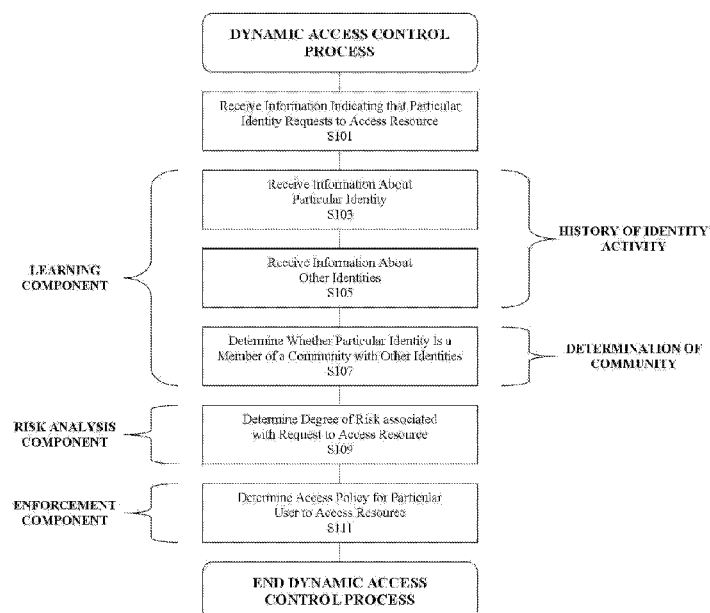 DYNAMIC ACCESS CONTROL
PROCESS
Receive Information Indicating that Particular
Identity Requests to Access Resource
S101
Receive Information About
Particular Identity
S103
HISTORY OF IDENTITY
ACTIVITY
LEARNING
COMPONENT
Receive Information About
Other Identities
S105
Determine Whether Particular Identity Is a
Member of a Community with Other Identities
S107
DETERMINATION OF
COMMUNITY
RISK ANALYSIS
COMPONENT
Determine Degree of Risk associated
with Request to Access Resource
S109
ENFORCEMENT
COMPONENT
Determine Access Policy for Particular
User to Access Resource
S111
END DYNAMIC ACCESS
CONTROL PROCESS